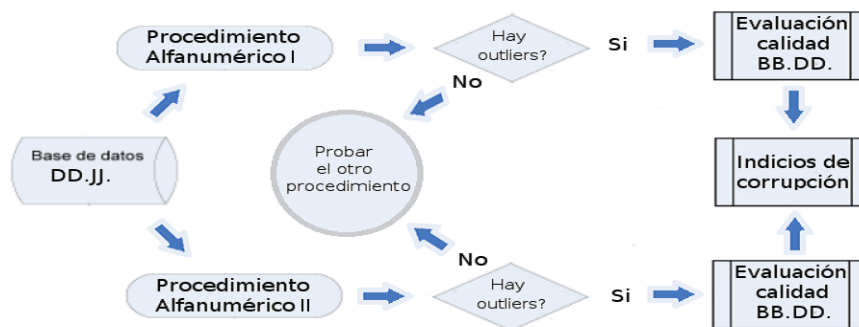 Procedimiento
Alfanumérico I
Hay
outliers?
Si
Evaluación
calidad
BB.DD.
No
Base de datos
DD.JJ.
Probar
el otro
procedimiento
Indicios de
corrupción
No
Procedimiento
Alfanumérico II
Hay
outliers?
Si
Evaluación
calidad
BB.DD.